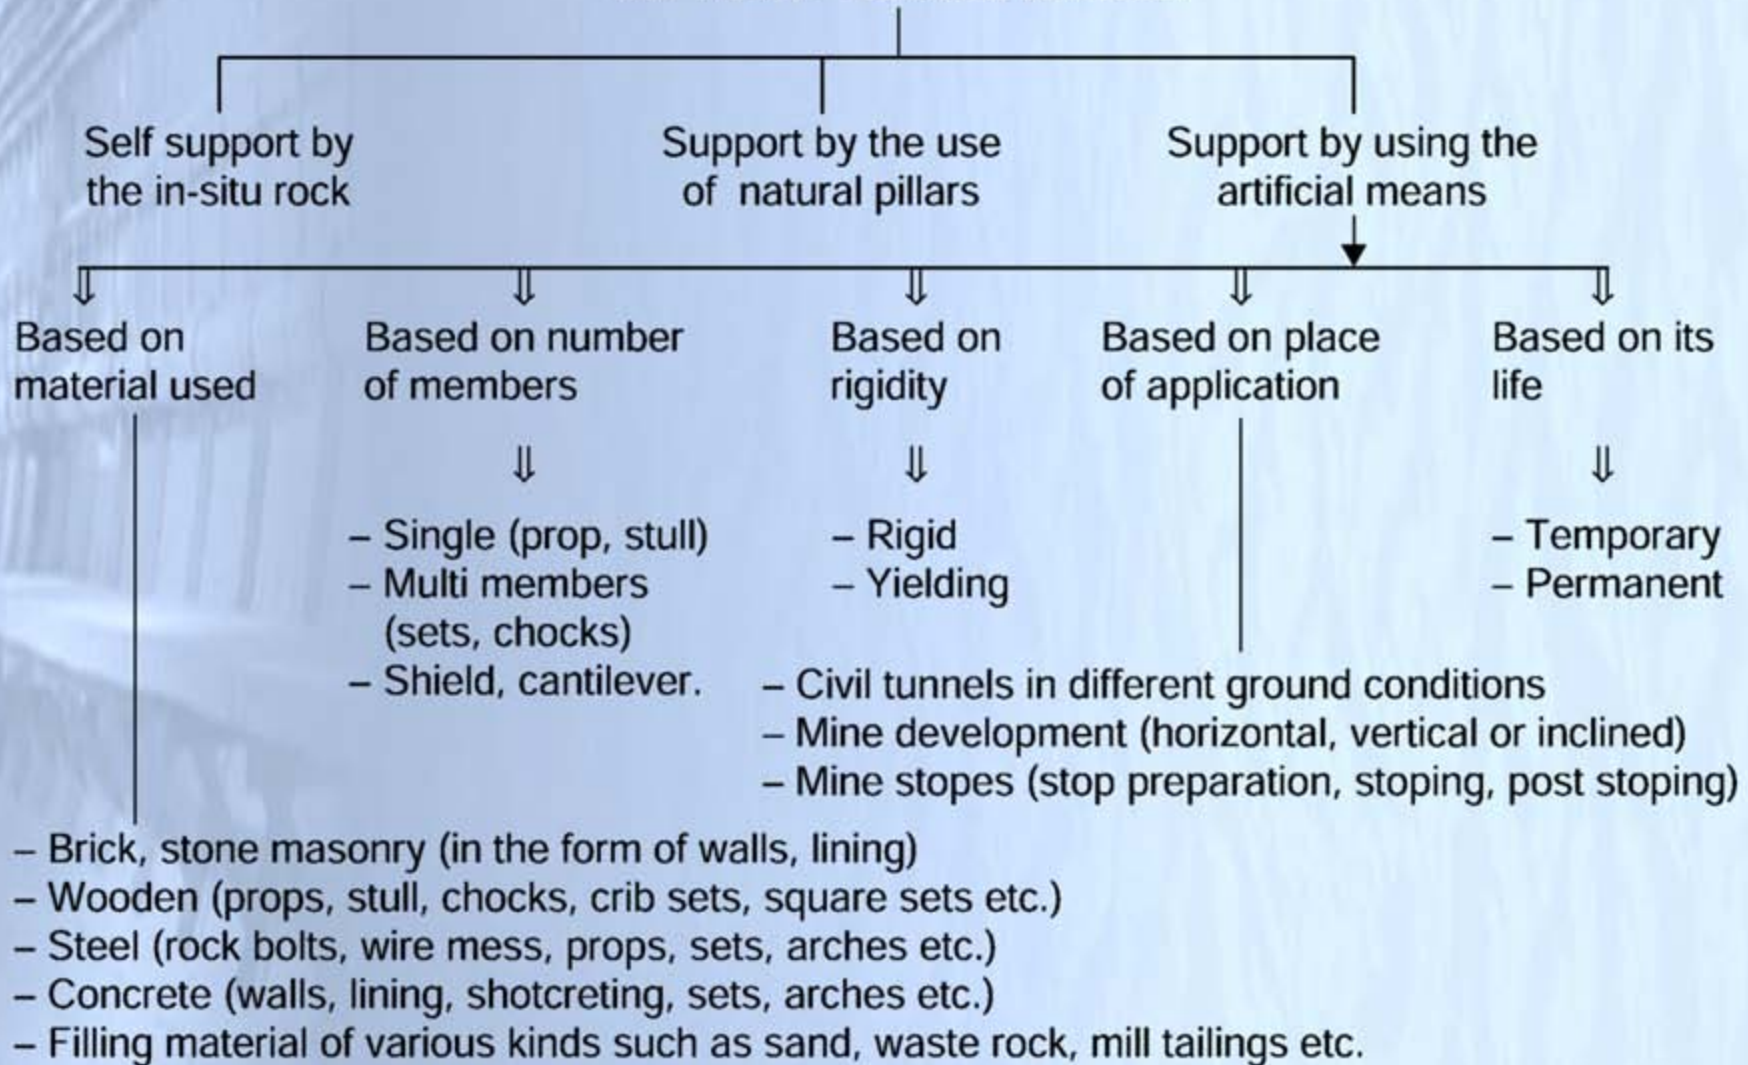 Self support by
the in-situ rock
Support by the use
of natural pillars
Support by using the
artificial means
Based on
material used
Based on number
of members
Based on
rigidity
Based on place
of application
Based on its
life
– Single (prop, stull)
– Multi members
(sets, chocks)
– Shield, cantilever.
– Rigid
– Yielding
– Temporary
– Permanent
– Civil tunnels in different ground conditions
– Mine development (horizontal, vertical or inclined)
– Mine stopes (stop preparation, stoping, post stoping)
– Brick, stone masonry (in the form of walls, lining)
– Wooden (props, stull, chocks, crib sets, square sets etc.)
– Steel (rock bolts, wire mess, props, sets, arches etc.)
– Concrete (walls, lining, shotcreting, sets, arches etc.)
– Filling material of various kinds such as sand, waste rock, mill tailings etc.